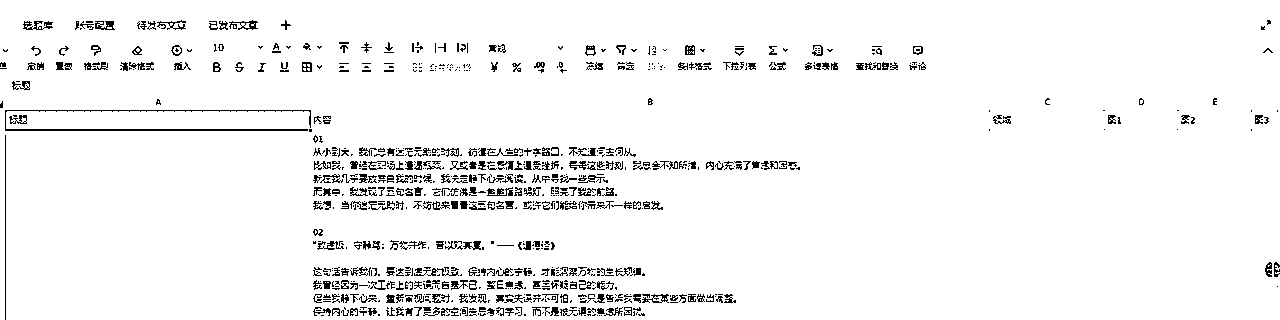 选题库 账号配置 待发布文章 已发布文章 +
10 A 常规
撤销 重做 格式刷 清除格式 插入 B S I U 合并单元格 ¥ % .00 .0 冻结 筛选 排序 条件格式 下拉列表 公式 多维表格 查找和替换 评论
标题
A B C D E
标题 内容 领域 图1 图2 图3
01
从小到大，我们总有迷茫无助的时刻，彷徨在人生的十字路口，不知道何去何从。
比如我，曾经在职场上遭遇瓶颈，又或者是在感情上遭受挫折，每每这些时刻，我总会不知所措，内心充满了焦虑和困惑。
就在我几乎要放弃自我的时候，我决定静下心来阅读，从中寻找一些启示。
而其中，我发现了五句名言，它们仿佛是一盏盏指路明灯，照亮了我的前路。
我想，当你迷茫无助时，不妨也来看看这五句名言，或许它们能给你带来不一样的启发。
02
"致虚极，守静笃；万物并作，吾以观其复。" ——《道德经》
这句话告诉我们，要达到虚无的极致，保持内心的宁静，才能洞察万物的生长规律。
我曾经因为一次工作上的失误而自责不已，整日焦虑，甚至怀疑自己的能力。
但当我静下心来，重新审视问题时，我发现，其实失误并不可怕，它只是告诉我需要在某些方面做出调整。
保持内心的平静，让我有了更多的空间去思考和学习，而不是被无谓的焦虑所困扰。